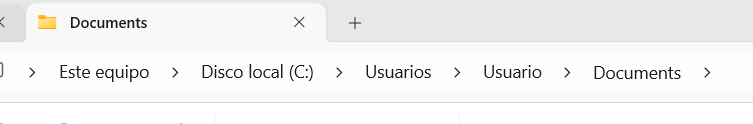 Documents
Este equipo > Disco local (C:) > Usuarios > Usuario > Documents >